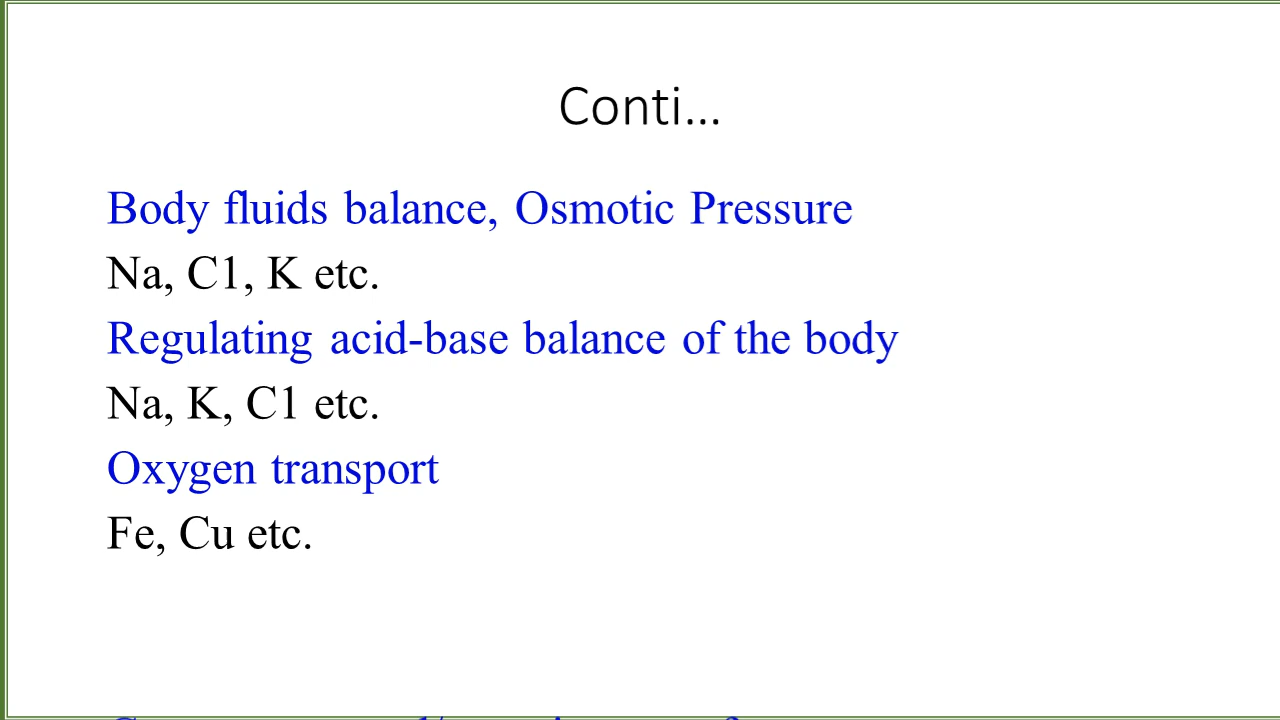 Conti...
Body fluids balance, Osmotic Pressure
Na, C1, K etc.
Regulating acid-base balance of the body
Na, K, C1 etc.
Oxygen transport
Fe, Cu etc.